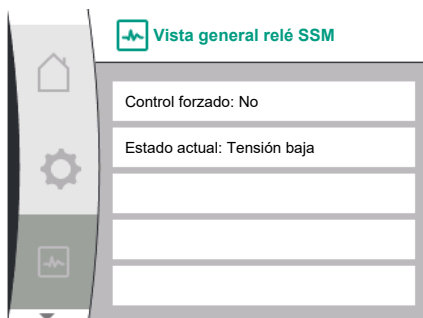 Vista general relé SSM
Control forzado: No
Estado actual: Tensión baja